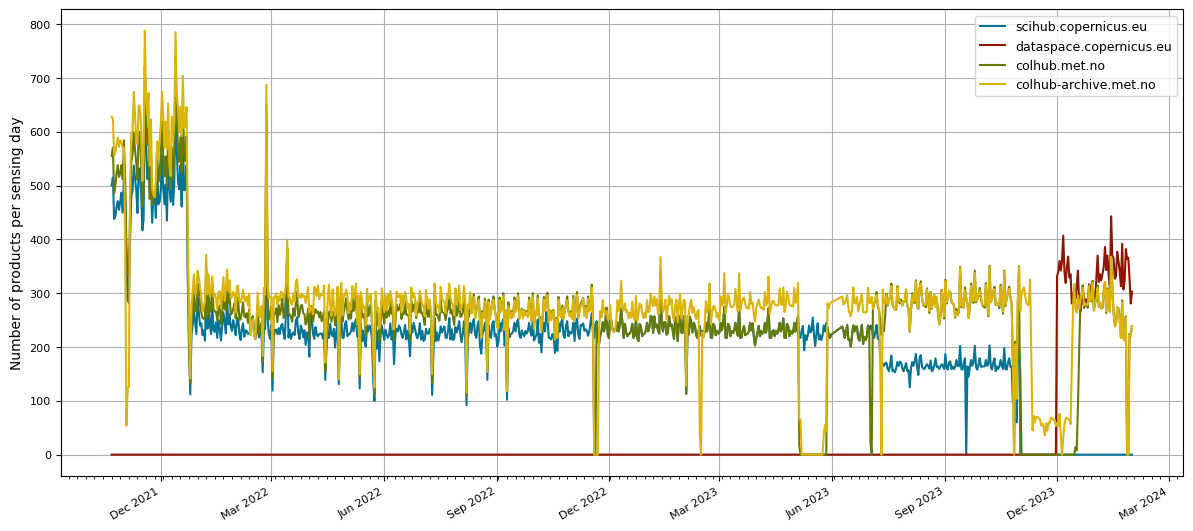 Number of products per sensing day
800
700
600
500
400
300
200
100
0
Dec 2021
Mar 2022
Jun 2022
Sep 2022
Dec 2022
Mar 2023
Jun 2023
Sep 2023
Dec 2023
Mar 2024
scihub.copernicus.eu
dataspace.copernicus.eu
colhub.met.no
colhub-archive.met.no